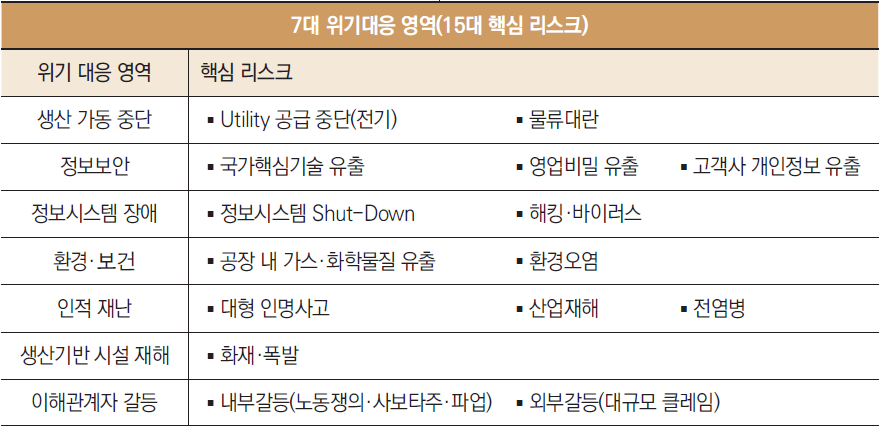 7대 위기대응 영역(15대 핵심 리스크)
위기 대응 영역 핵심 리스크
생산 가동 중단 ▪ Utility 공급 중단(전기) ▪ 물류대란
정보보안 ▪ 국가핵심기술 유출 ▪ 영업비밀 유출 ▪ 고객사 개인정보 유출
정보시스템 장애 ▪ 정보시스템 Shut-Down ▪ 해킹·바이러스
환경·보건 ▪ 공장 내 가스·화학물질 유출 ▪ 환경오염
인적 재난 ▪ 대형 인명사고 ▪ 산업재해 ▪ 전염병
생산기반 시설 재해 ▪ 화재·폭발
이해관계자 갈등 ▪ 내부갈등(노동쟁의·사보타주·파업) ▪ 외부갈등(대규모 클레임)